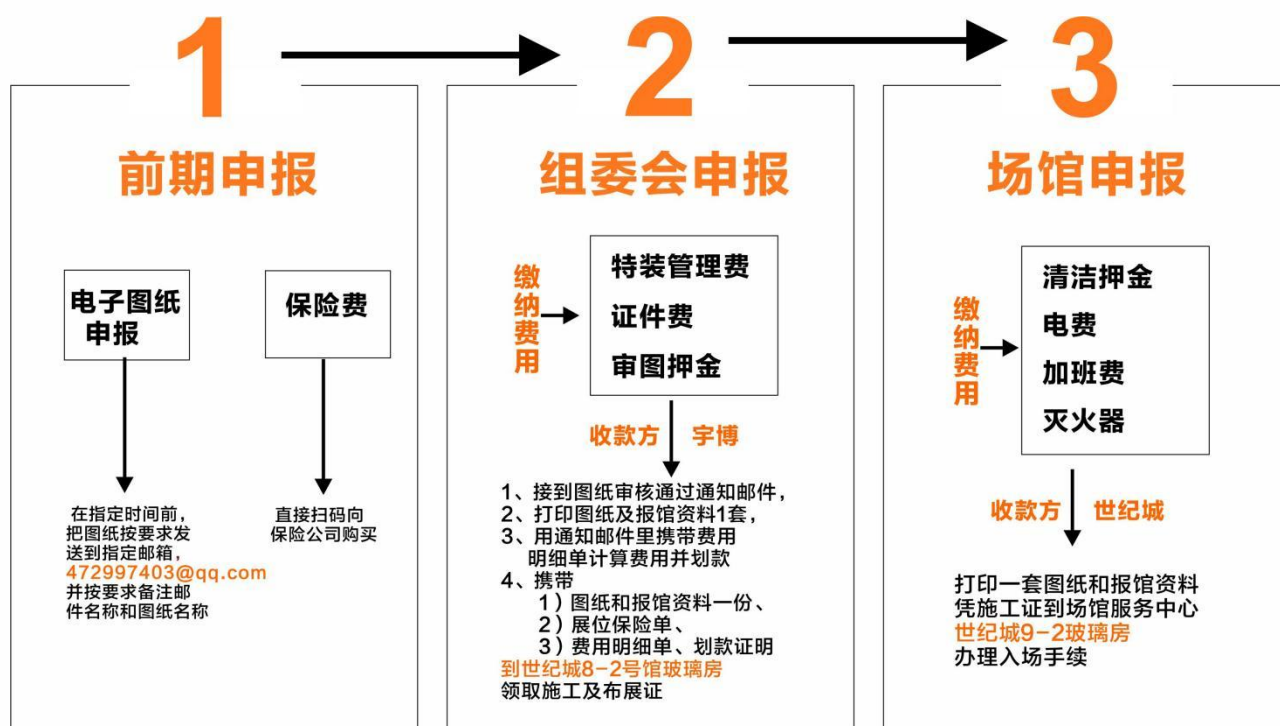 1
前期申报
电子图纸
申报
保险费
在指定时间前，
把图纸按要求发
送到指定邮箱，
472997403@qq.com
并按要求备注邮
件名称和图纸名称
直接扫码向
保险公司购买
2
组委会申报
缴纳费用
特装管理费
证件费
审图押金
收款方 宇博
1、接到图纸审核通过通知邮件，
2、打印图纸及报馆资料1套，
3、用通知邮件里携带费用
明细单计算费用并划款
4、携带
1）图纸和报馆资料一份、
2）展位保险单、
3）费用明细单、划款证明
到世纪城8-2号馆玻璃房
领取施工及布展证
3
场馆申报
缴纳费用
清洁押金
电费
加班费
灭火器
收款方 世纪城
打印一套图纸和报馆资料
凭施工证到场馆服务中心
世纪城9-2玻璃房
办理入场手续